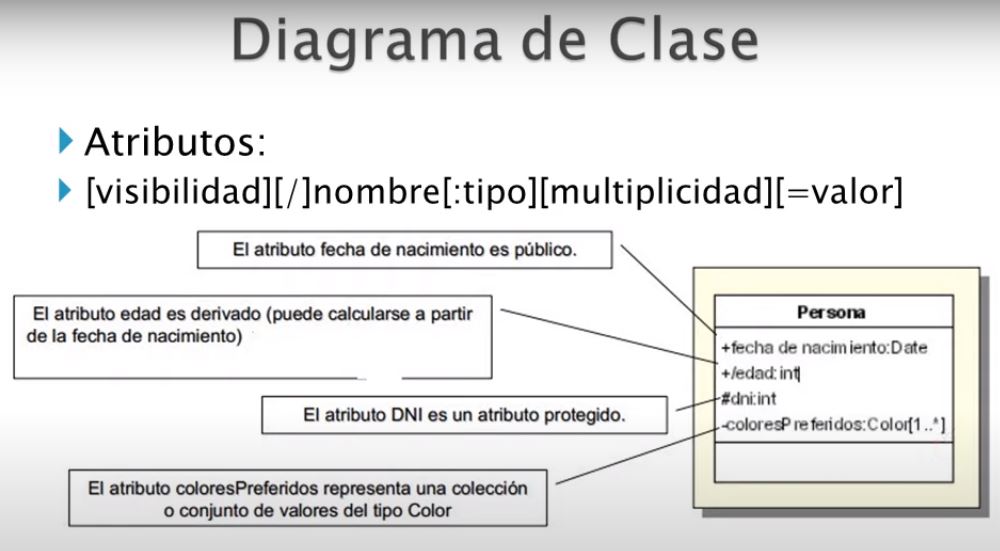 Diagrama de Clase
Atributos:
[visibilidad][/]nombre[:tipo][multiplicidad][=valor]
El atributo fecha de nacimiento es público.
El atributo edad es derivado (puede calcularse a partir
de la fecha de nacimiento)
El atributo DNI es un atributo protegido.
El atributo coloresPreferidos representa una colección
o conjunto de valores del tipo Color
Persona
+fecha de nacimiento:Date
+/edad:int
#dni:int
-coloresPreferidos:Color[1..*]